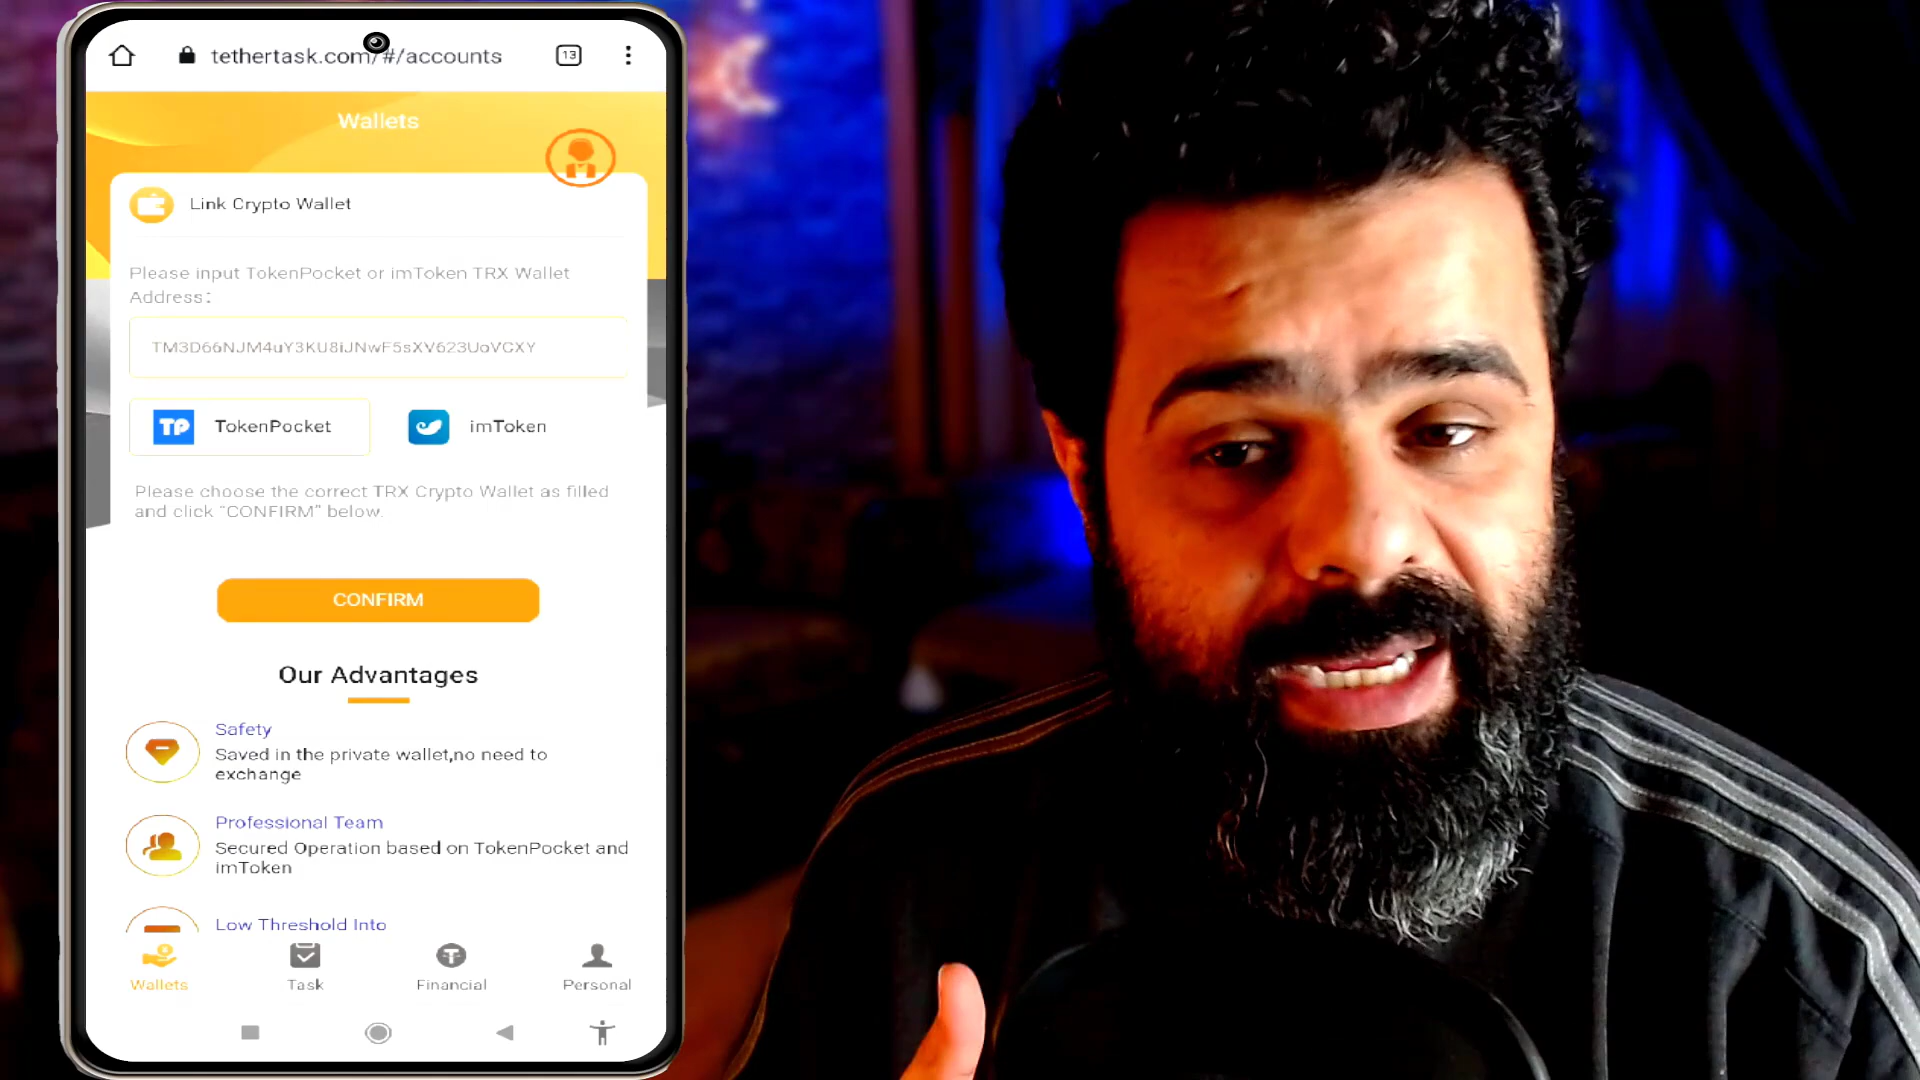 tethertask.com/#/accounts
13
Wallets
Link Crypto Wallet
Please input TokenPocket or imToken TRX Wallet
Address:
TM3D66NJM4uY3KU8iJNwF5sXV623UoVCXY
TP TokenPocket
imToken
Please choose the correct TRX Crypto Wallet as filled
and click "CONFIRM" below.
CONFIRM
Our Advantages
Safety
Saved in the private wallet,no need to
exchange
Professional Team
Secured Operation based on TokenPocket and
imToken
Low Threshold Into
Wallets
Task
Financial
Personal